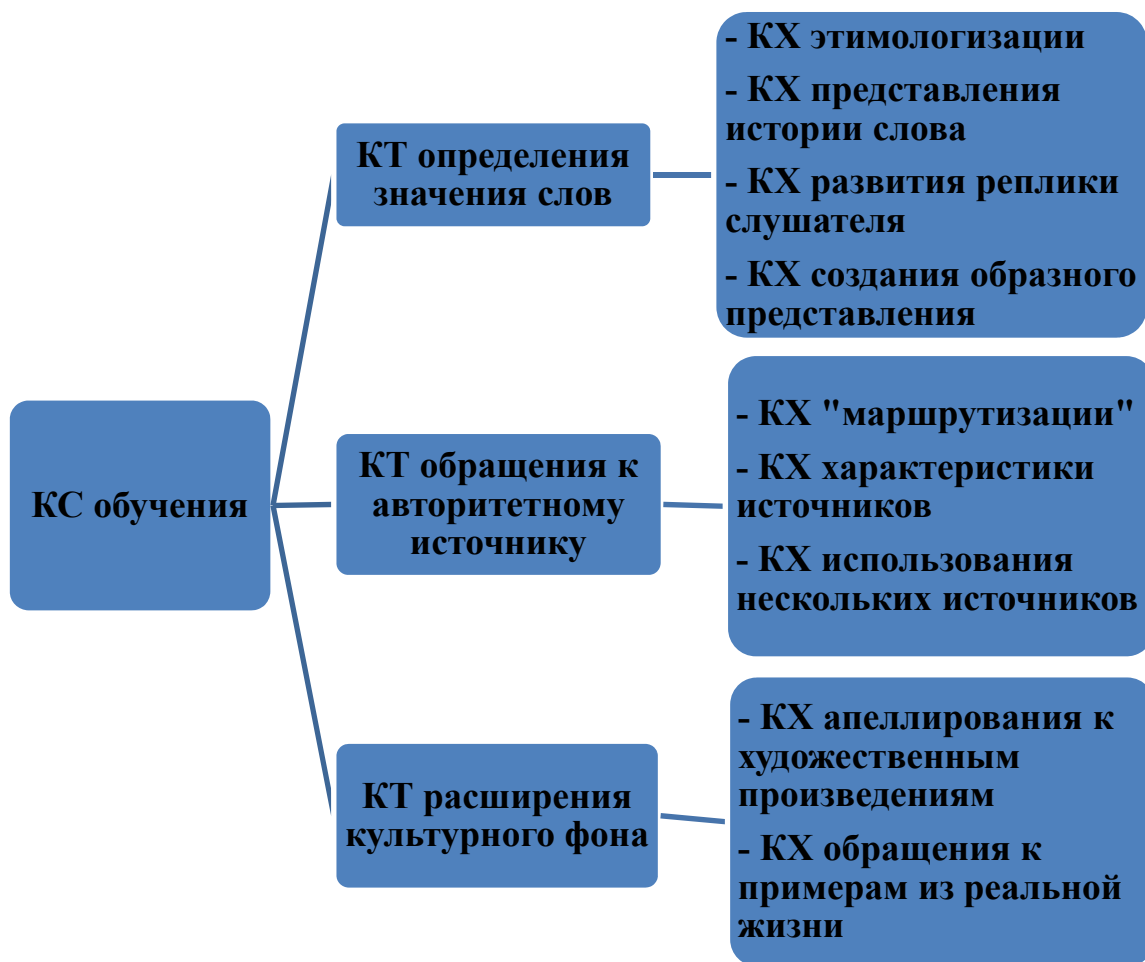 КС обучения
КТ определения
значения слов
- КХ этимологизации
- КХ представления
истории слова
- КХ развития реплики
слушателя
- КХ создания образного
представления
КТ обращения к
авторитетному
источнику
- КХ "маршрутизации"
- КХ характеристики
источников
- КХ использования
нескольких источников
КТ расширения
культурного фона
- КХ апеллирования к
художественным
произведениям
- КХ обращения к
примерам из реальной
жизни